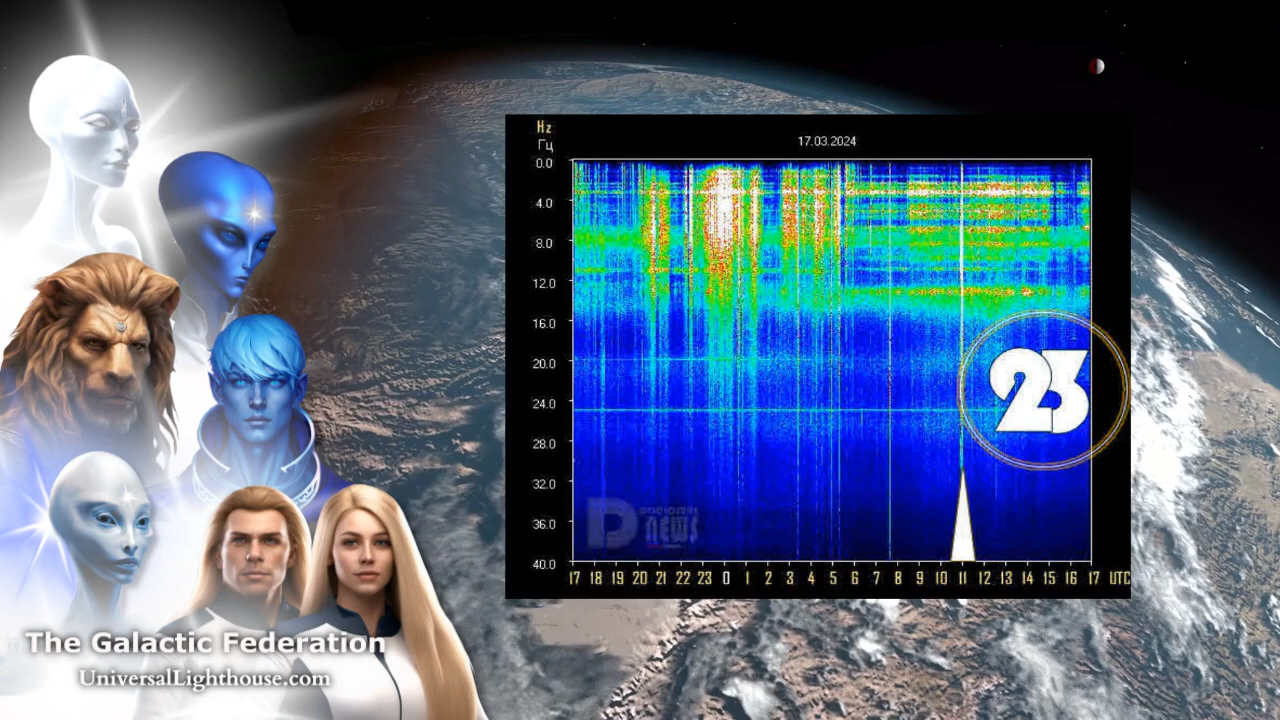 Hz
Гц
17.03.2024
0.0
4.0
8.0
12.0
16.0
20.0
24.0
28.0
32.0
36.0
40.0
23
D NEWS
17 18 19 20 21 22 23 0 1 2 3 4 5 6 7 8 9 10 11 12 13 14 15 16 17 UTC
The Galactic Federation
UniversalLighthouse.com